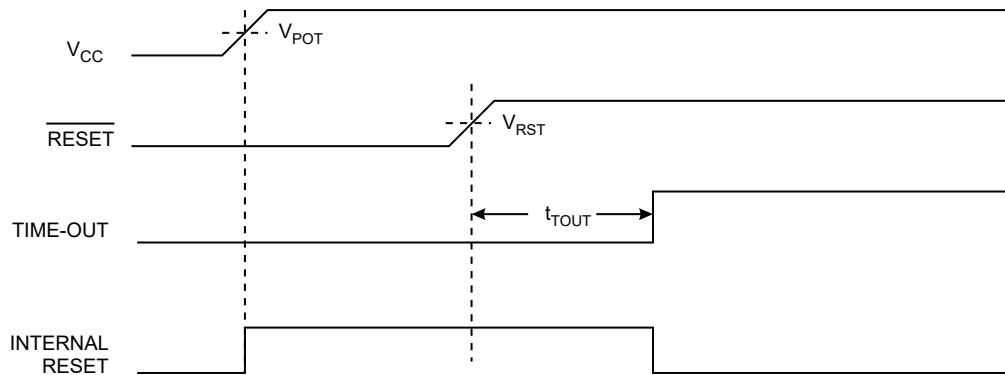 V_CC
V_POT
RESET
V_RST
TIME-OUT
t_TOUT
INTERNAL
RESET